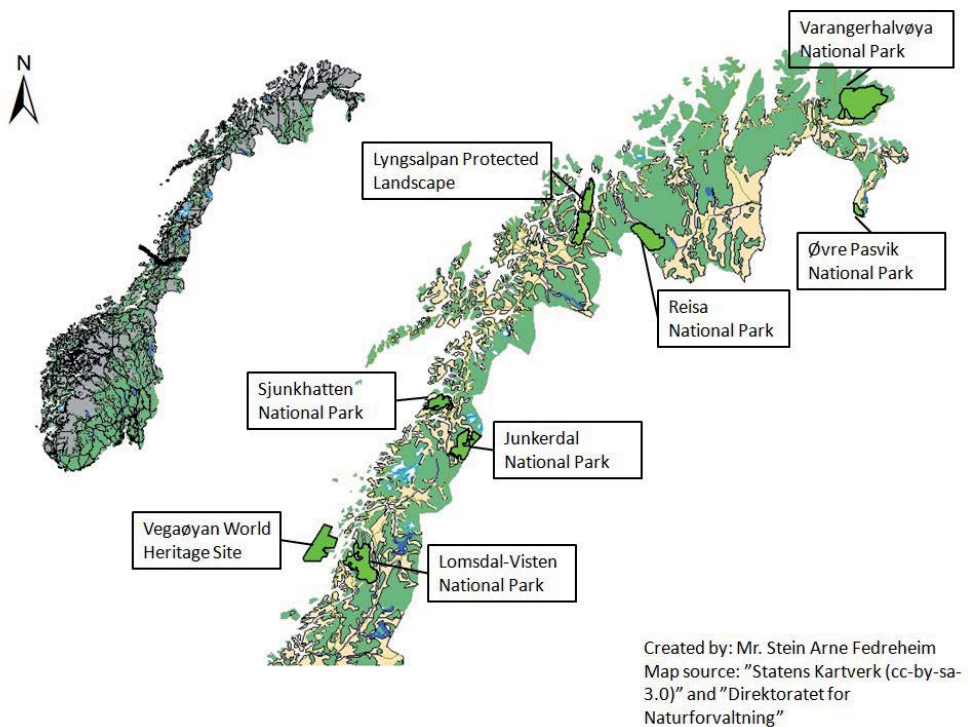 N
Varangerhalvøya
National Park
Lyngsalpan Protected
Landscape
Øvre Pasvik
National Park
Reisa
National Park
Sjunkhatten
National Park
Junkerdal
National Park
Vegaøyan World
Heritage Site
Lomsdal-Visten
National Park
Created by: Mr. Stein Arne Fedreheim
Map source: ”Statens Kartverk (cc-by-sa-
3.0)” and ”Direktoratet for
Naturforvaltning”